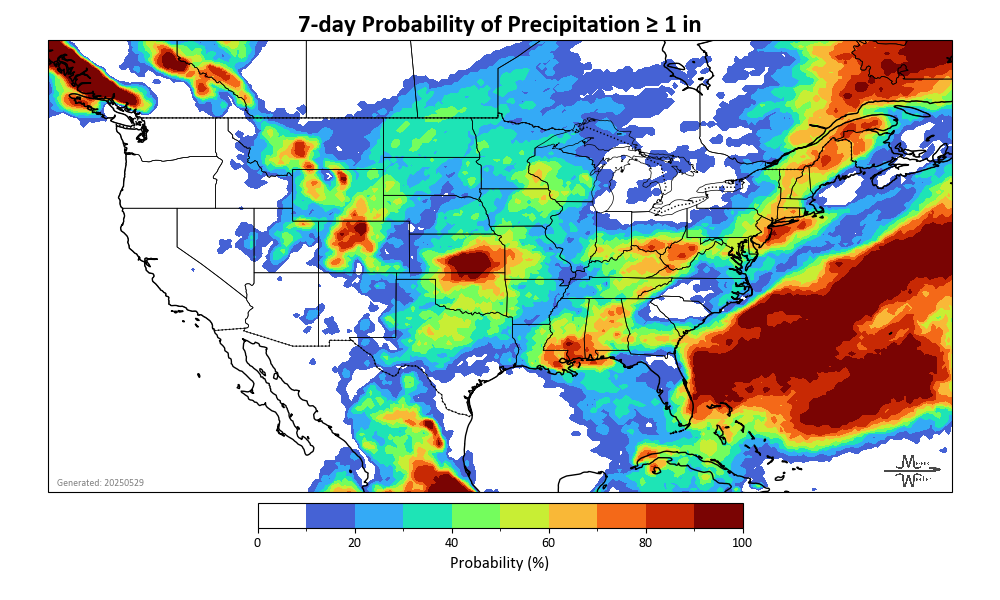 7-day Probability of Precipitation ≥ 1 in
Generated: 20250529
0 20 40 60 80 100
Probability (%)